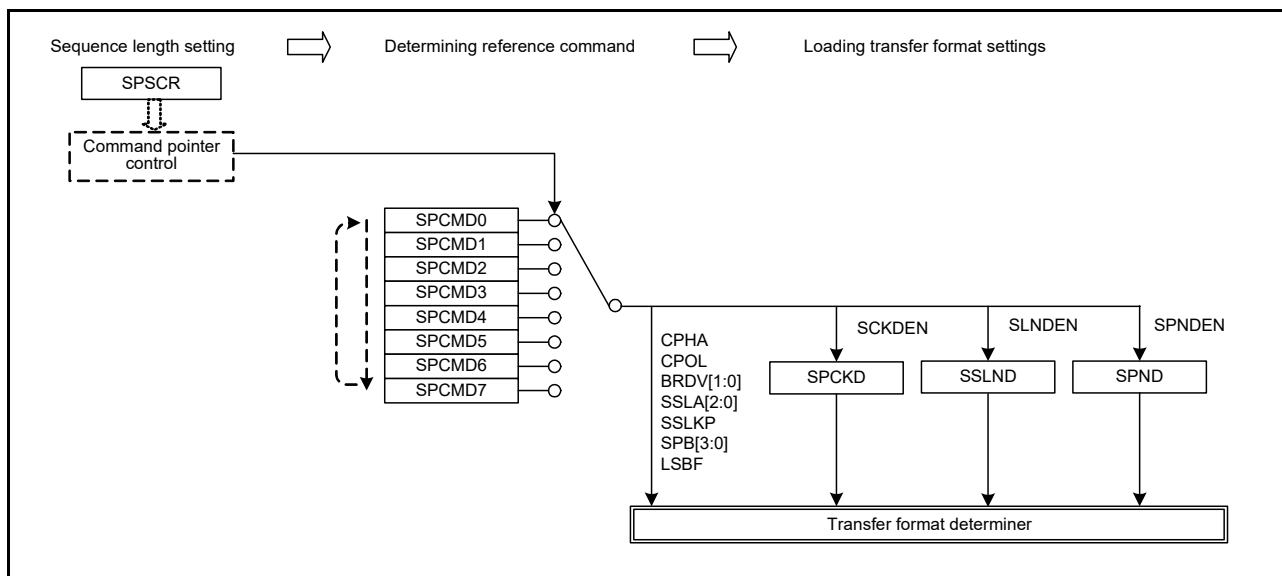 Sequence length setting
Determining reference command
Loading transfer format settings
SPSCR
Command pointer
control
SPCMD0
SPCMD1
SPCMD2
SPCMD3
SPCMD4
SPCMD5
SPCMD6
SPCMD7
CPHA
CPOL
BRDV[1:0]
SSLA[2:0]
SSLKP
SPB[3:0]
LSBF
SCKDEN
SLNDEN
SPNDEN
SPCKD
SSLND
SPND
Transfer format determiner